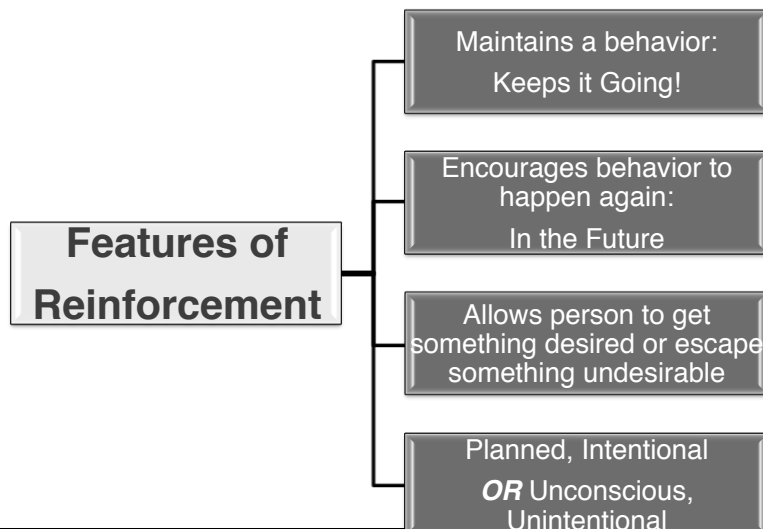 Maintains a behavior:
Keeps it Going!
Encourages behavior to
happen again:
In the Future
Features of
Reinforcement
Allows person to get
something desired or escape
something undesirable
Planned, Intentional
OR Unconscious,
Unintentional